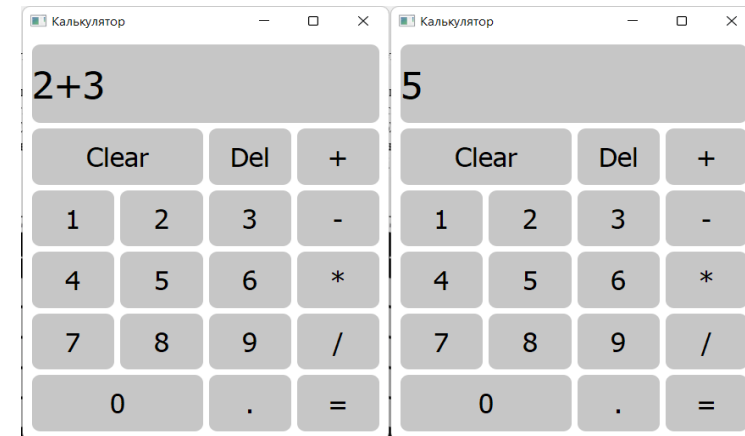 Калькулятор
2+3
Clear Del +
1 2 3 -
4 5 6 *
7 8 9 /
0 . =
Калькулятор
5
Clear Del +
1 2 3 -
4 5 6 *
7 8 9 /
0 . =